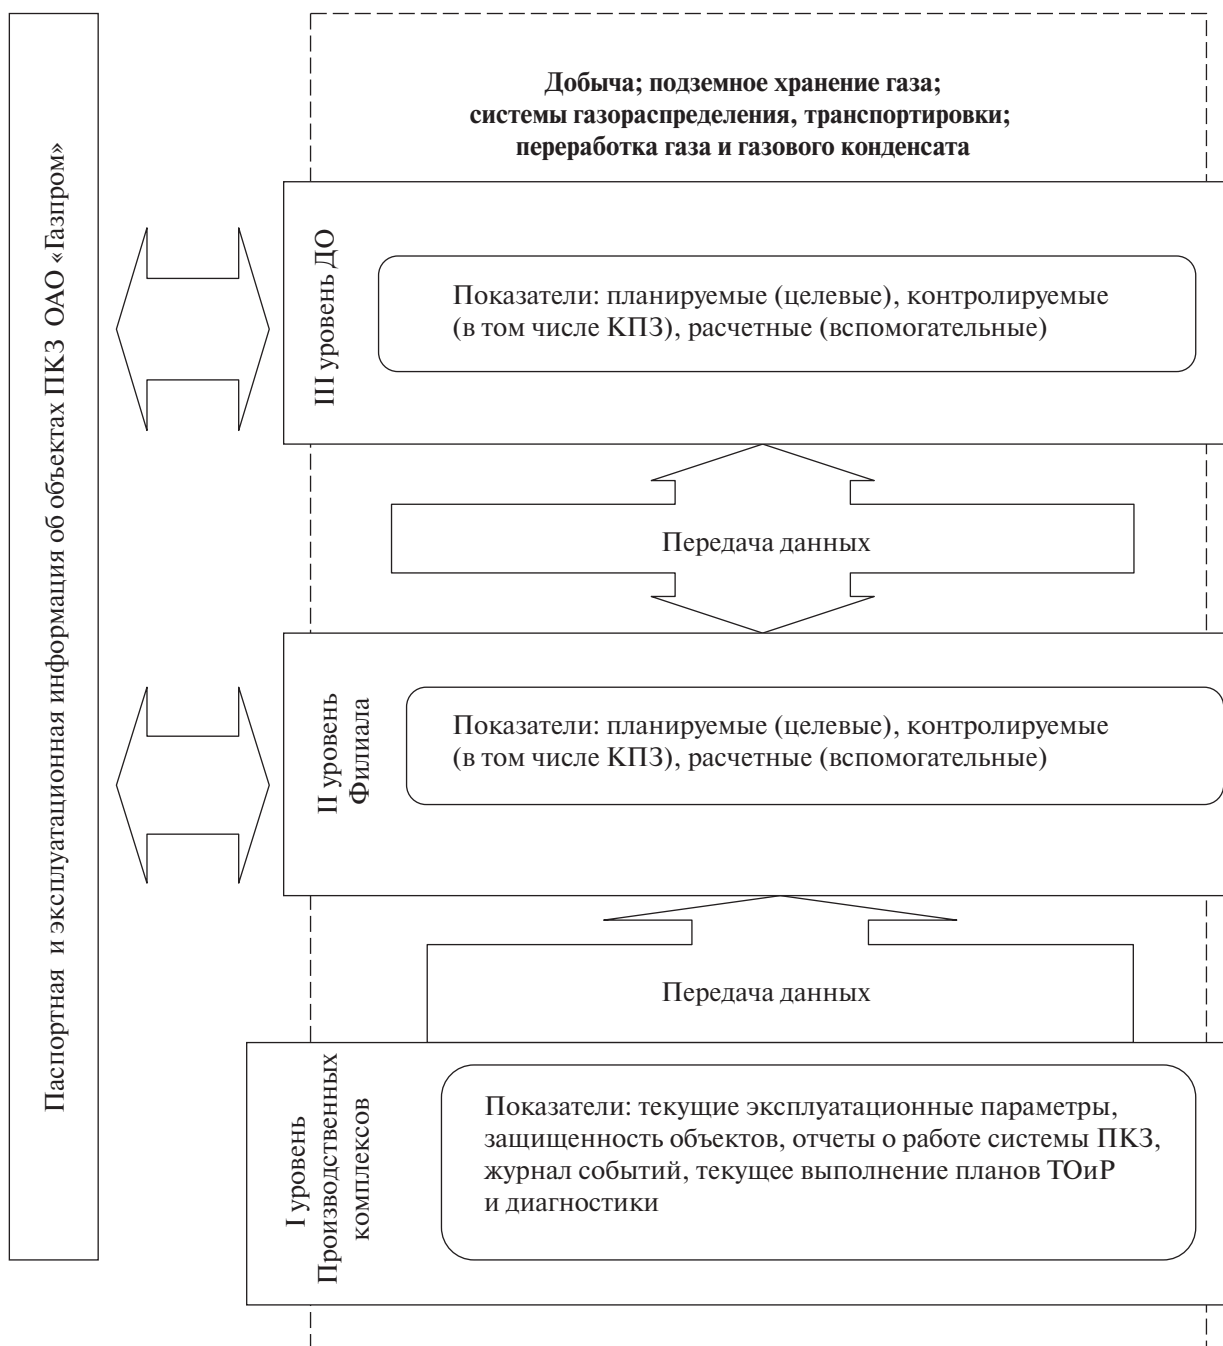 Паспортная и эксплуатационная информация об объектах ПКЗ ОАО «Газпром»
Добыча; подземное хранение газа;
системы газораспределения, транспортировки;
переработка газа и газового конденсата
III уровень ДО
Показатели: планируемые (целевые), контролируемые
(в том числе КПЗ), расчетные (вспомогательные)
Передача данных
II уровень
Филиала
Показатели: планируемые (целевые), контролируемые
(в том числе КПЗ), расчетные (вспомогательные)
Передача данных
I уровень
Производственных
комплексов
Показатели: текущие эксплуатационные параметры,
защищенность объектов, отчеты о работе системы ПКЗ,
журнал событий, текущее выполнение планов ТОиР
и диагностики